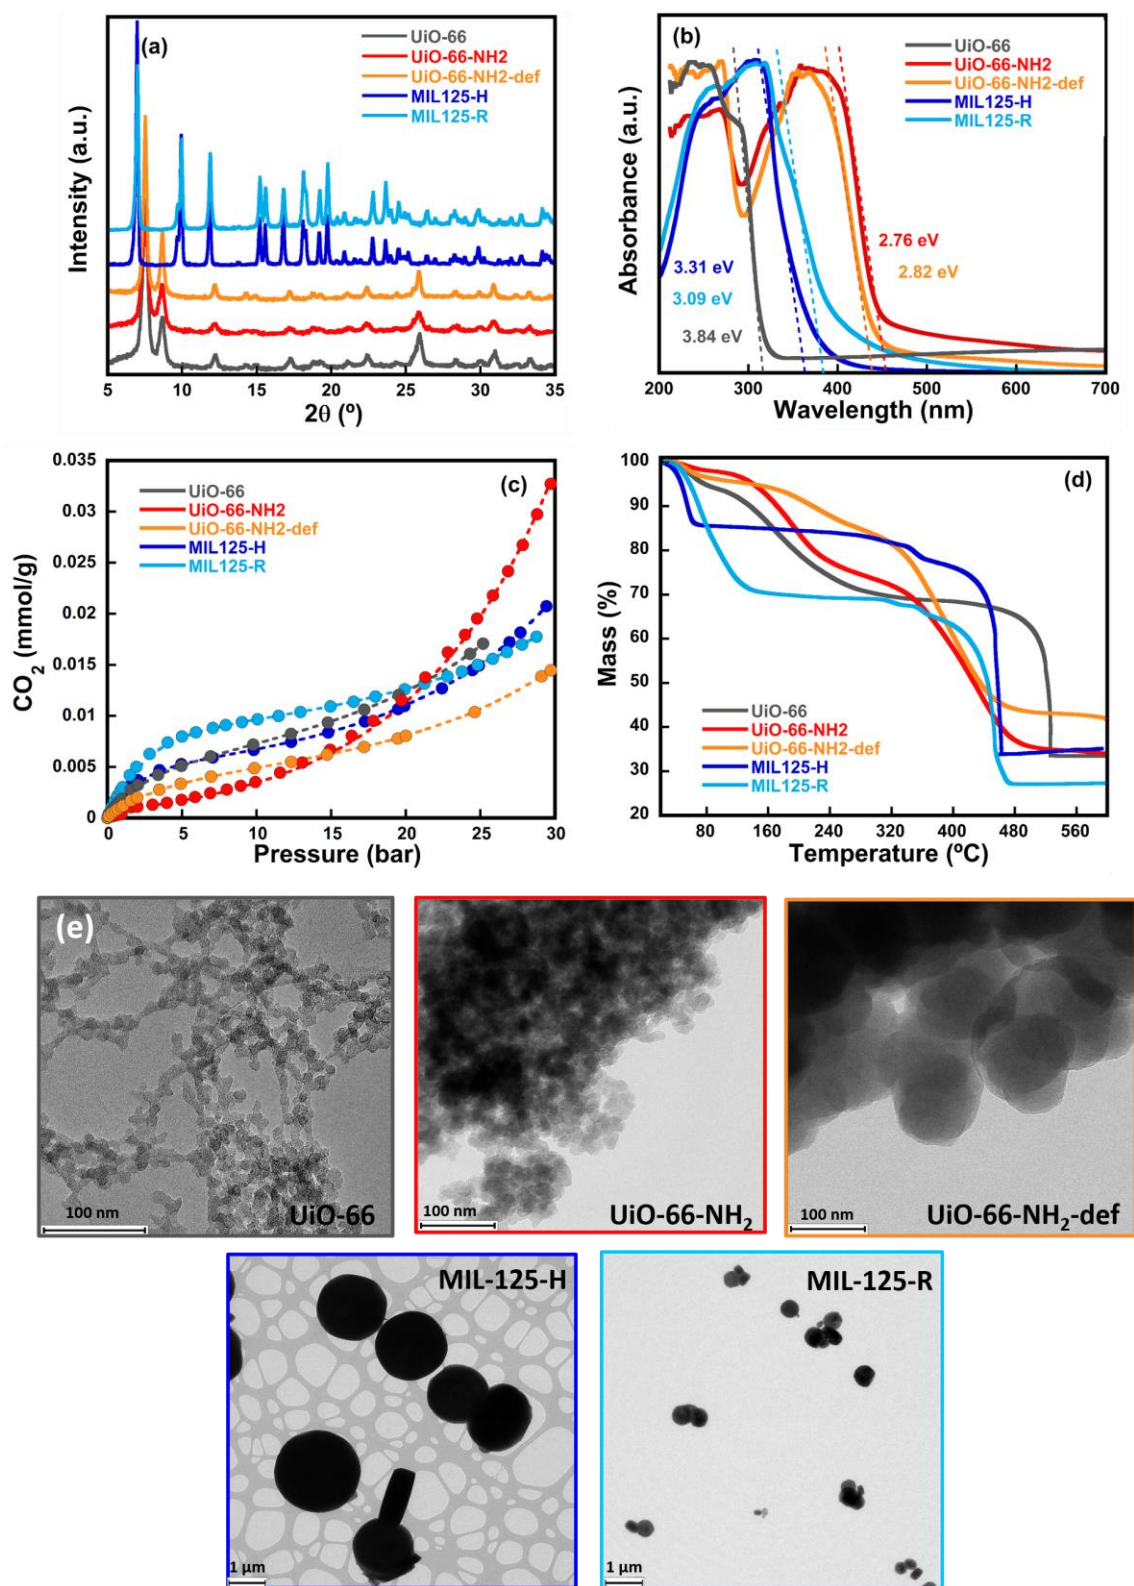 (a)
UiO-66
UiO-66-NH2
UiO-66-NH2-def
MIL125-H
MIL125-R
Intensity (a.u.)
5 10 15 20 25 30 35
2θ (º)
(b)
UiO-66
UiO-66-NH2
UiO-66-NH2-def
MIL125-H
MIL125-R
Absorbance (a.u.)
2.76 eV
3.31 eV
2.82 eV
3.09 eV
3.84 eV
200 300 400 500 600 700
Wavelength (nm)
(c)
UiO-66
UiO-66-NH2
UiO-66-NH2-def
MIL125-H
MIL125-R
CO2 (mmol/g)
0.035
0.03
0.025
0.02
0.015
0.01
0.005
0
0 5 10 15 20 25 30
Pressure (bar)
(d)
Mass (%)
100
90
80
70
60
50
40
30
20
UiO-66
UiO-66-NH2
UiO-66-NH2-def
MIL125-H
MIL125-R
80 160 240 320 400 480 560
Temperature (ºC)
(e)
100 nm
UiO-66
100 nm
UiO-66-NH2
100 nm
UiO-66-NH2-def
MIL-125-H
1 µm
MIL-125-R
1 µm